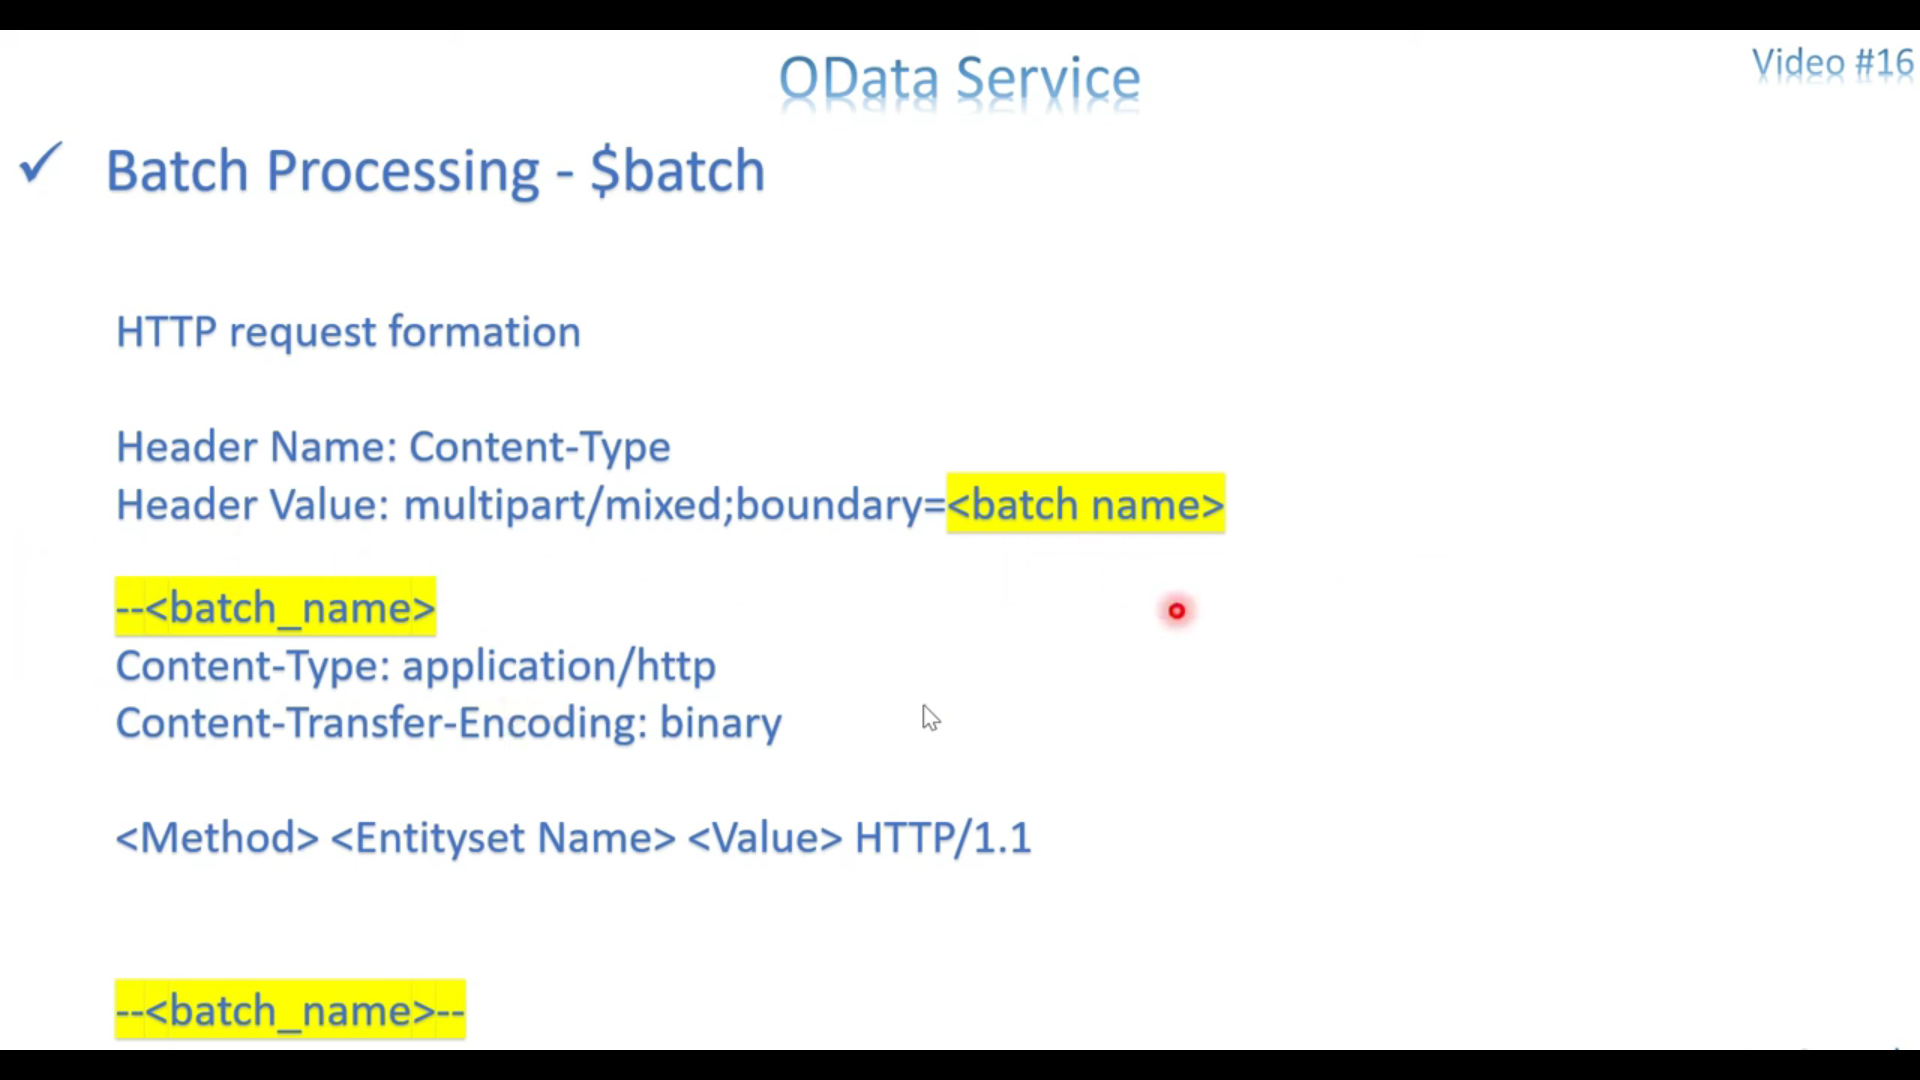 OData Service
Video #16
Batch Processing - $batch
HTTP request formation
Header Name: Content-Type
Header Value: multipart/mixed;boundary=<batch name>
--<batch_name>
Content-Type: application/http
Content-Transfer-Encoding: binary
<Method> <Entityset Name> <Value> HTTP/1.1
--<batch_name>--